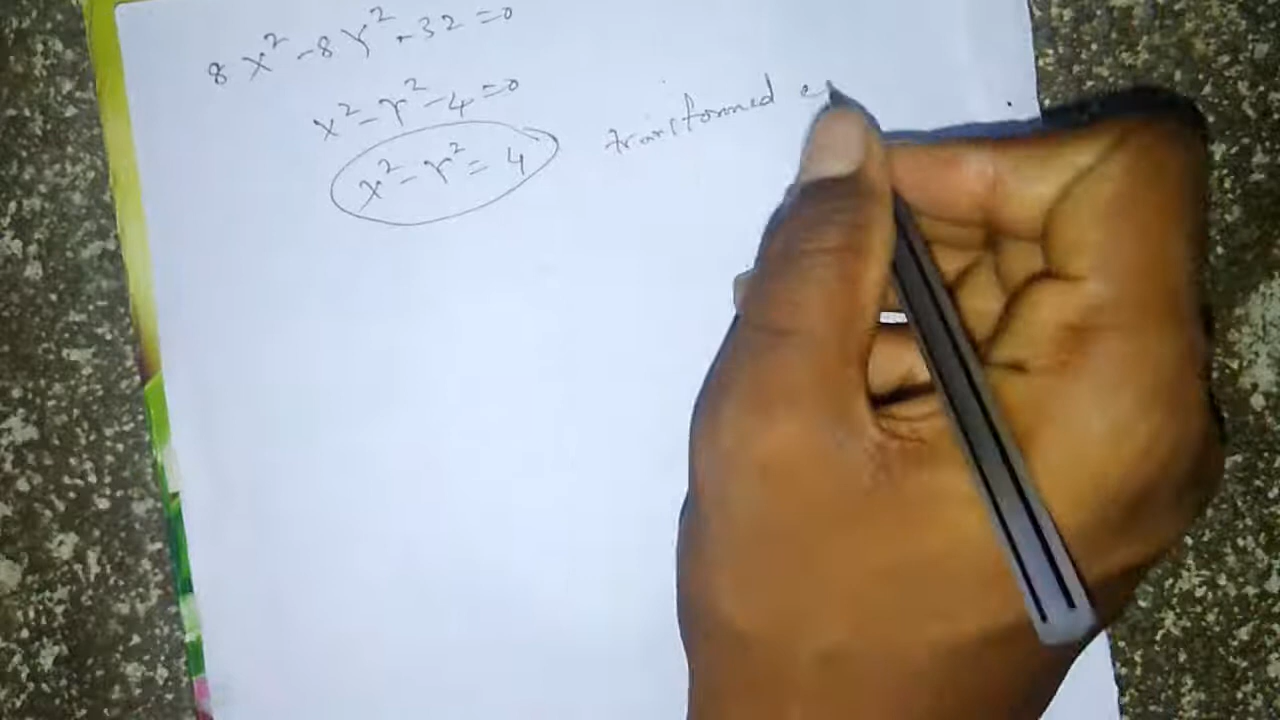 8x² - 8y² - 32 = 0
x² - y² - 4 = 0
x² - y² = 4
transformed